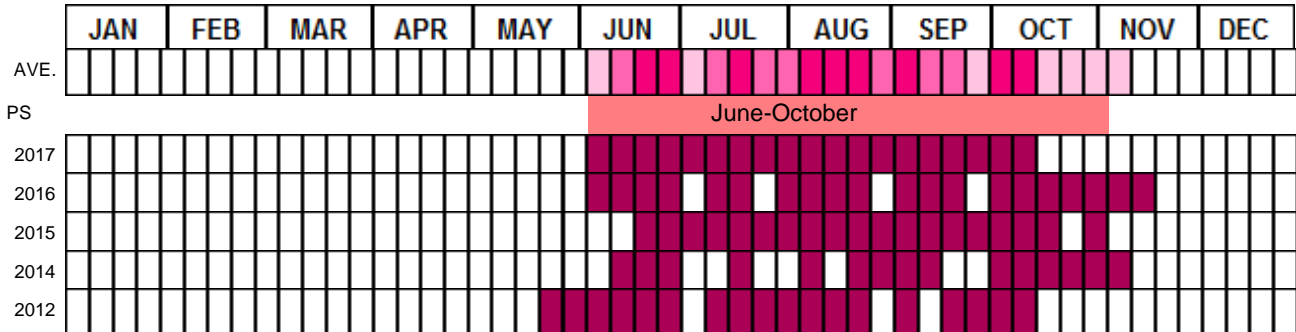 JAN FEB MAR APR MAY JUN JUL AUG SEP OCT NOV DEC
AVE.
PS June-October
2017
2016
2015
2014
2012